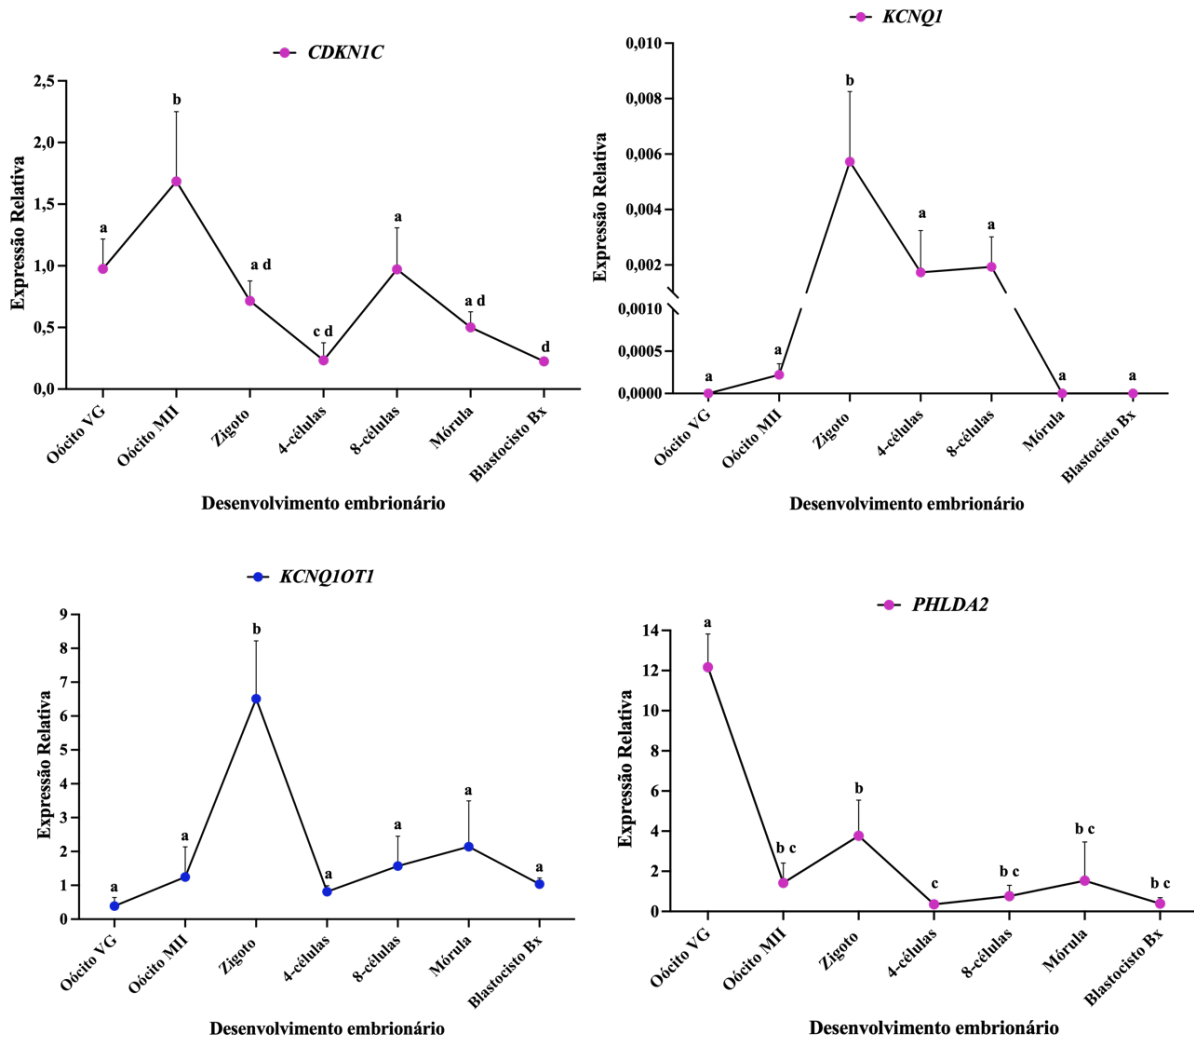 CDKN1C
Expressão Relativa
2,5
2,0
1,5
1,0
0,5
0,0
a
b
a d
c d
a
a d
d
Oócito VG
Oócito MII
Zigoto
4-células
8-células
Mórula
Blastocisto Bx
Desenvolvimento embrionário
KCNQ1
Expressão Relativa
0,010
0,008
0,006
0,004
0,002
0,0010
0,0005
0,0000
a
a
b
a
a
a
a
Oócito VG
Oócito MII
Zigoto
4-células
8-células
Mórula
Blastocisto Bx
Desenvolvimento embrionário
KCNQ1OT1
Expressão Relativa
9
8
7
6
5
4
3
2
1
0
a
a
b
a
a
a
a
Oócito VG
Oócito MII
Zigoto
4-células
8-células
Mórula
Blastocisto Bx
Desenvolvimento embrionário
PHLDA2
Expressão Relativa
14
12
10
8
6
4
2
0
a
b c
b
c
b c
b c
b c
Oócito VG
Oócito MII
Zigoto
4-células
8-células
Mórula
Blastocisto Bx
Desenvolvimento embrionário